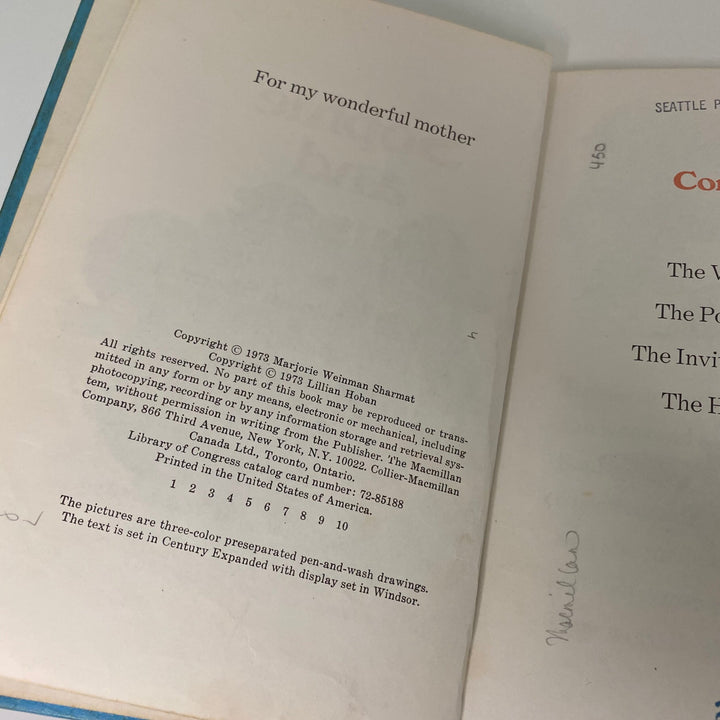 For my wonderful mother
Copyright © 1973 Marjorie Weinman Sharmat
Copyright © 1973 Lillian Hoban
All rights reserved. No part of this book may be reproduced or trans-
mitted in any form or by any means, electronic or mechanical, including
photocopying, recording or by any information storage and retrieval sys-
tem, without permission in writing from the Publisher. The Macmillan
Company, 866 Third Avenue, New York, N.Y. 10022. Collier-Macmillan
Canada Ltd., Toronto, Ontario.
Library of Congress catalog card number: 72-85188
Printed in the United States of America.
1 2 3 4 5 6 7 8 9 10
The pictures are three-color preseparated pen-and-wash drawings.
The text is set in Century Expanded with display set in Windsor.
SEATTLE P
450
Co
The
The Po
The Invi
The H
Macmillan